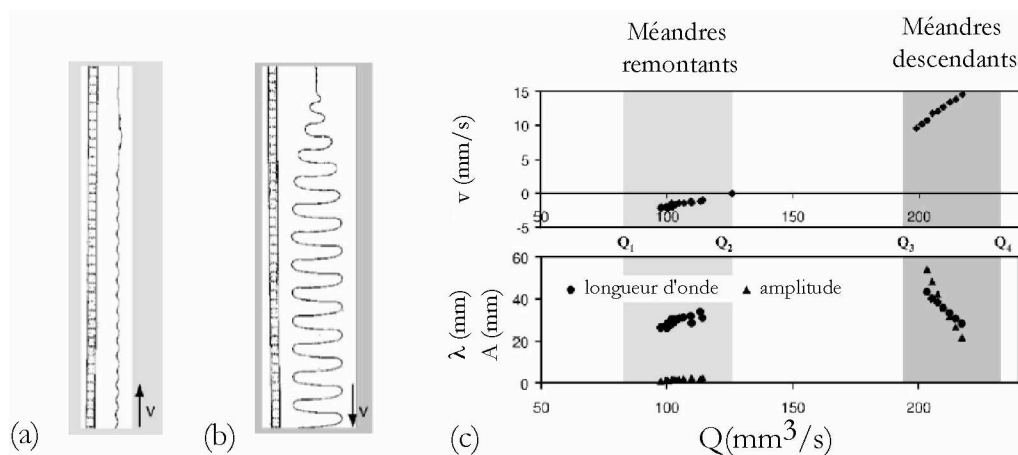 Méandres
remontants
Méandres
descendants
15
10
5
0
-5
v (mm/s)
50
100
150
200
Q₁
Q₂
Q₃
Q₄
60
40
20
0
λ (mm)
A (mm)
longueur d'onde
amplitude
50
100
150
200
Q(mm³/s)
v
(a)
v
(b)
(c)